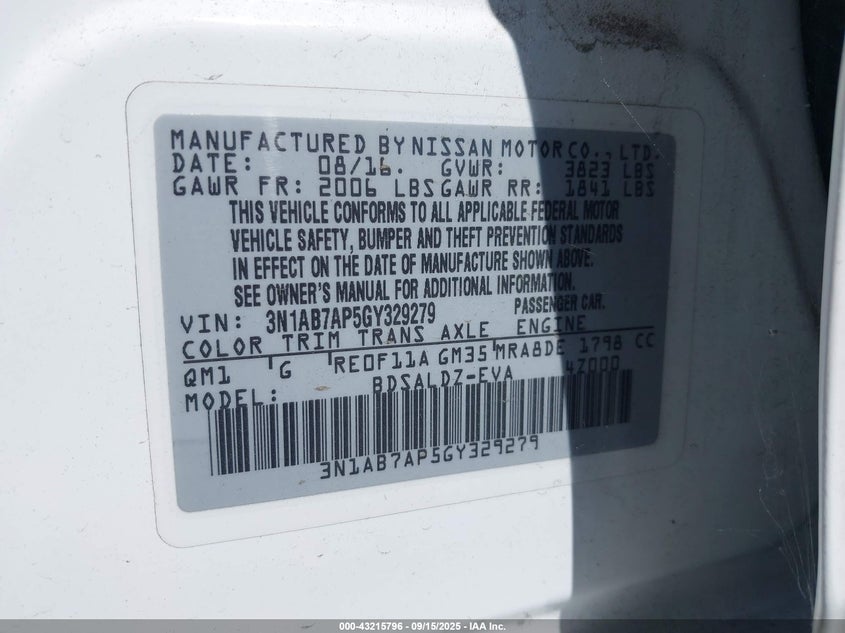 MANUFACTURED BY NISSAN MOTOR CO., LTD.
DATE: 08/16. GVWR: 3823 LBS
GAWR FR: 2006 LBS GAWR RR: 1841 LBS
THIS VEHICLE CONFORMS TO ALL APPLICABLE FEDERAL MOTOR
VEHICLE SAFETY, BUMPER AND THEFT PREVENTION STANDARDS
IN EFFECT ON THE DATE OF MANUFACTURE SHOWN ABOVE.
SEE OWNER'S MANUAL FOR ADDITIONAL INFORMATION.
VIN: 3N1AB7AP5GY329279 PASSENGER CAR.
COLOR TRIM TRANS AXLE ENGINE
QM1 G RE0F11A GM35 MRA8DE 1798 CC
MODEL: BDSALDZ-EVA 4Z000
3N1AB7AP5GY329279
000-43215796 - 09/15/2025 - IAA Inc.